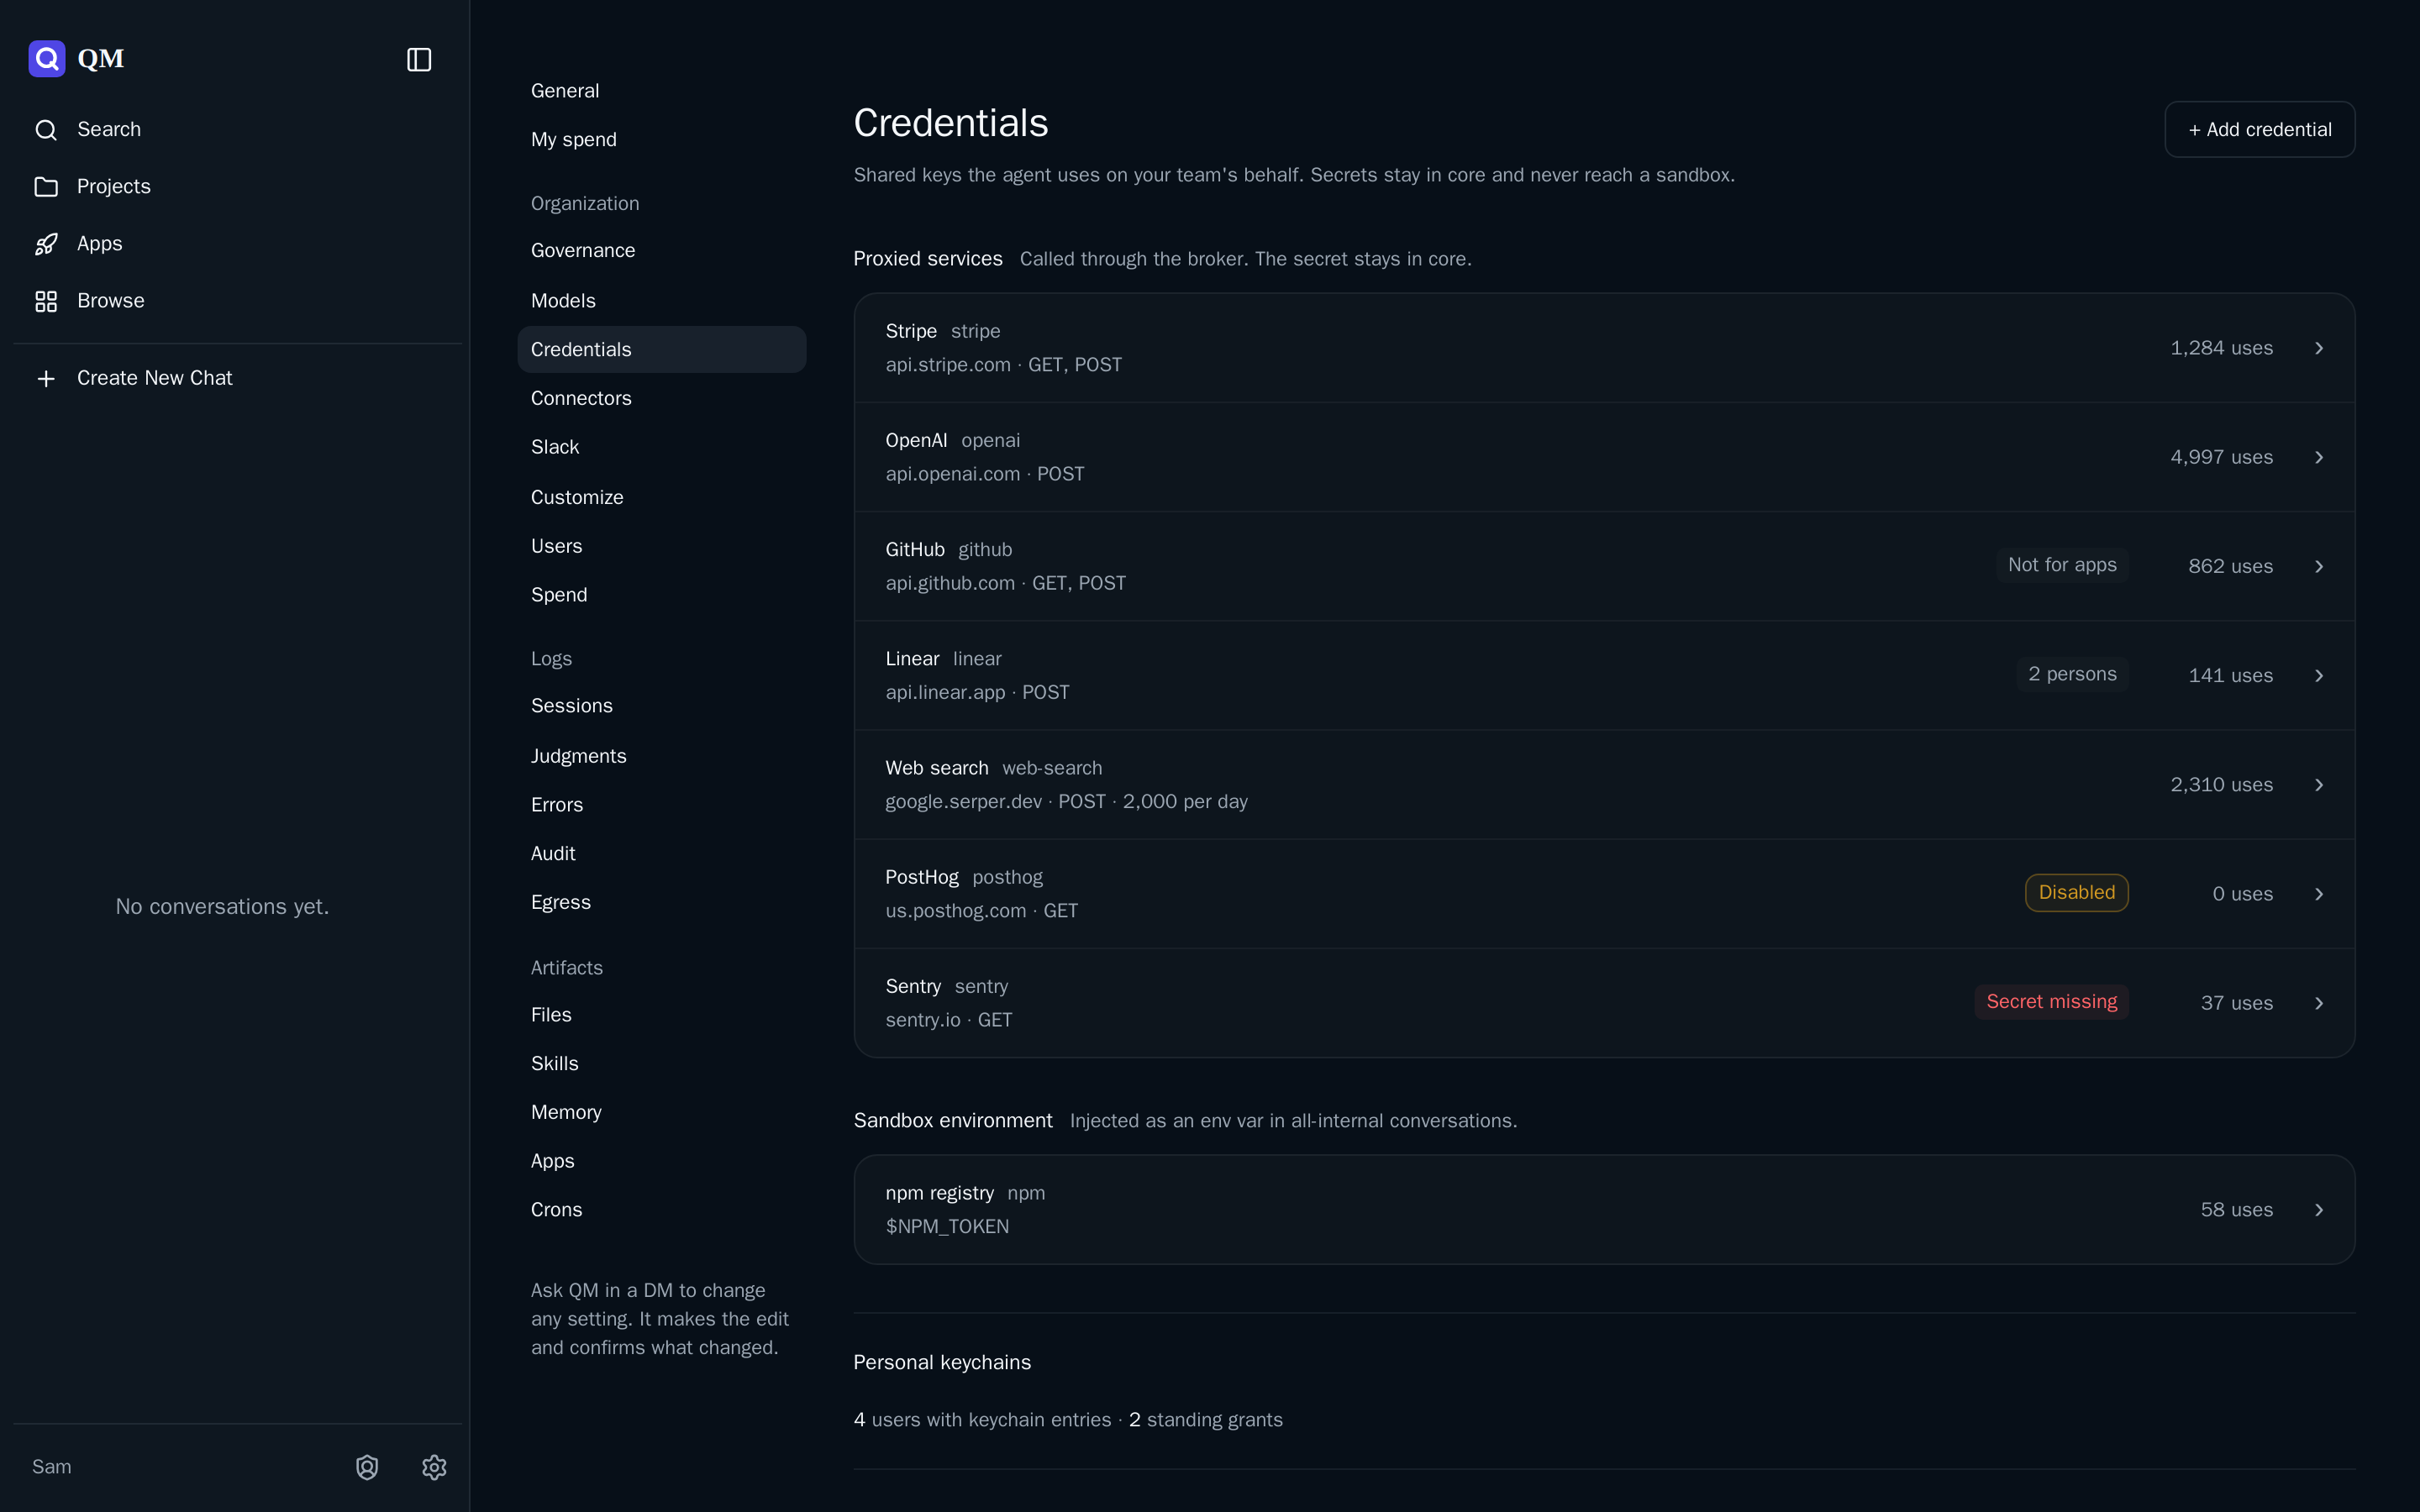 QM
Search
Projects
Apps
Browse
Create New Chat
No conversations yet.
Sam
General
My spend
Organization
Governance
Models
Credentials
Connectors
Slack
Customize
Users
Spend
Logs
Sessions
Judgments
Errors
Audit
Egress
Artifacts
Files
Skills
Memory
Apps
Crons
Ask QM in a DM to change
any setting. It makes the edit
and confirms what changed.
Credentials
+ Add credential
Shared keys the agent uses on your team's behalf. Secrets stay in core and never reach a sandbox.
Proxied services Called through the broker. The secret stays in core.
Stripe stripe
api.stripe.com · GET, POST
1,284 uses
OpenAI openai
api.openai.com · POST
4,997 uses
GitHub github
api.github.com · GET, POST
Not for apps 862 uses
Linear linear
api.linear.app · POST
2 persons 141 uses
Web search web-search
google.serper.dev · POST · 2,000 per day
2,310 uses
PostHog posthog
us.posthog.com · GET
Disabled 0 uses
Sentry sentry
sentry.io · GET
Secret missing 37 uses
Sandbox environment Injected as an env var in all-internal conversations.
npm registry npm
$NPM_TOKEN
58 uses
Personal keychains
4 users with keychain entries · 2 standing grants